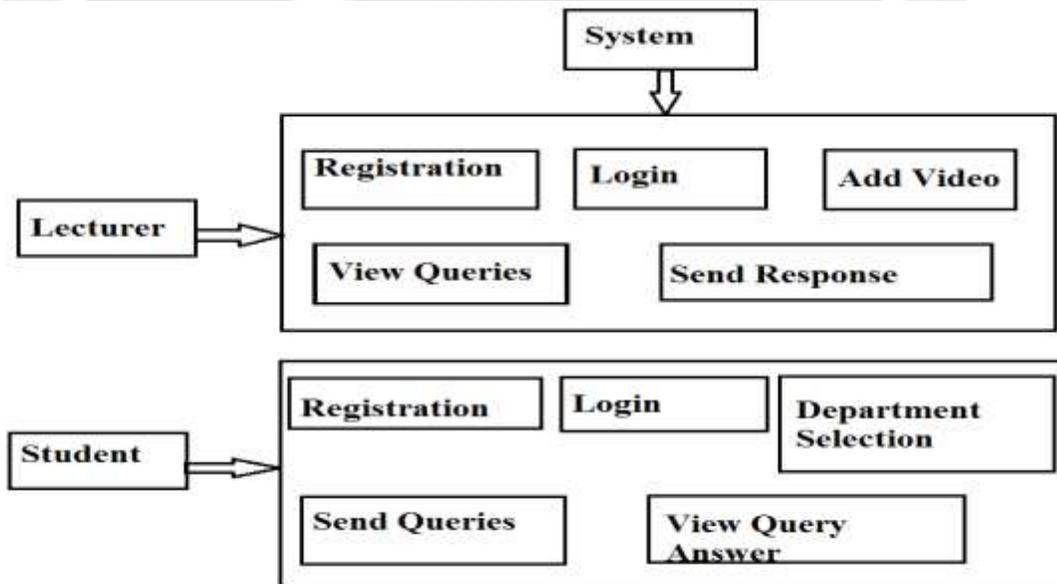 System
Registration
Login
Add Video
Lecturer
View Queries
Send Response
Registration
Login
Department
Selection
Student
Send Queries
View Query
Answer